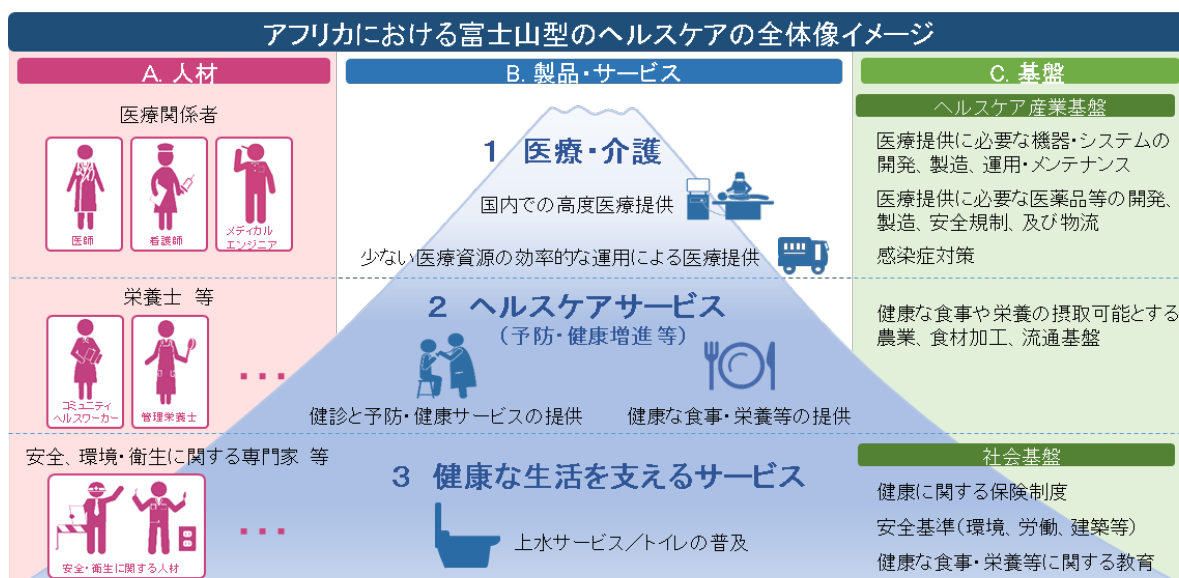 アフリカにおける富士山型のヘルスケアの全体像イメージ
A. 人材
医療関係者
医師
看護師
メディカル
エンジニア
栄養士 等
コミュニティ
ヘルスワーカー
管理栄養士
...
安全、環境・衛生に関する専門家 等
安全・衛生に関する人材
...
B. 製品・サービス
1 医療・介護
国内での高度医療提供
少ない医療資源の効率的な運用による医療提供
2 ヘルスケアサービス
(予防・健康増進等)
健診と予防・健康サービスの提供
健康な食事・栄養等の提供
3 健康な生活を支えるサービス
上水サービス/トイレの普及
C. 基盤
ヘルスケア産業基盤
医療提供に必要な機器・システムの
開発、製造、運用・メンテナンス
医療提供に必要な医薬品等の開発、
製造、安全規制、及び物流
感染症対策
健康な食事や栄養の摂取可能とする
農業、食材加工、流通基盤
社会基盤
健康に関する保険制度
安全基準(環境、労働、建築等)
健康な食事・栄養等に関する教育